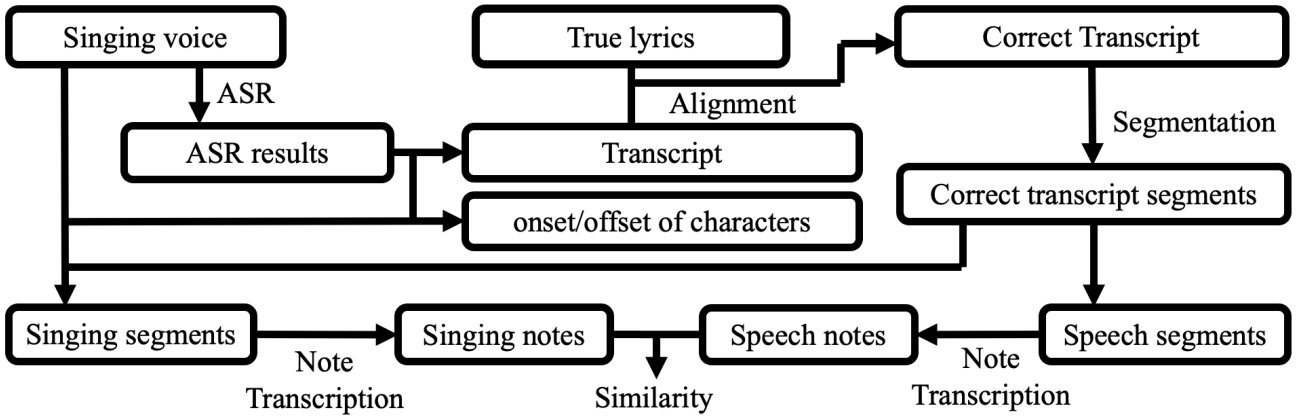 Singing voice
True lyrics
Correct Transcript
ASR
Alignment
Segmentation
ASR results
Transcript
Correct transcript segments
onset/offset of characters
Singing segments
Singing notes
Speech notes
Speech segments
Note
Transcription
Similarity
Note
Transcription